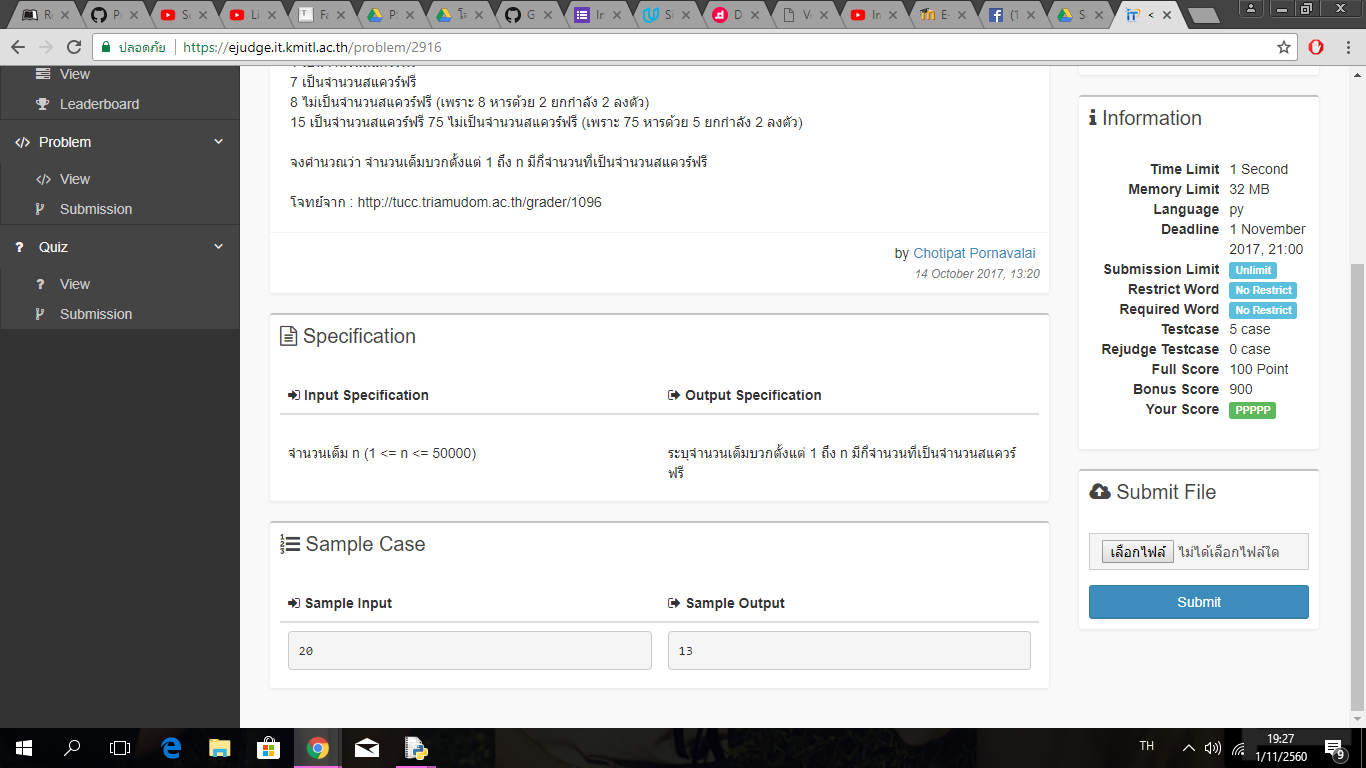 ปลอดภัย https://ejudge.it.kmitl.ac.th/problem/2916
View
Leaderboard
Problem
View
Submission
Quiz
View
Submission
7 เป็นจำนวนสแควร์ฟรี
8 ไม่เป็นจำนวนสแควร์ฟรี (เพราะ 8 หารด้วย 2 ยกกำลัง 2 ลงตัว)
15 เป็นจำนวนสแควร์ฟรี 75 ไม่เป็นจำนวนสแควร์ฟรี (เพราะ 75 หารด้วย 5 ยกกำลัง 2 ลงตัว)
จงคำนวณว่า จำนวนเต็มบวกตั้งแต่ 1 ถึง n มีกี่จำนวนที่เป็นจำนวนสแควร์ฟรี
โจทย์จาก : http://tucc.triamudom.ac.th/grader/1096
by Chotipat Pornavalai
14 October 2017, 13:20
Specification
Input Specification Output Specification
จำนวนเต็ม n (1 <= n <= 50000) ระบุจำนวนเต็มบวกตั้งแต่ 1 ถึง n มีกี่จำนวนที่เป็นจำนวนสแควร์
ฟรี
Sample Case
Sample Input Sample Output
20 13
Information
Time Limit 1 Second
Memory Limit 32 MB
Language py
Deadline 1 November
2017, 21:00
Submission Limit Unlimit
Restrict Word No Restrict
Required Word No Restrict
Testcase 5 case
Rejudge Testcase 0 case
Full Score 100 Point
Bonus Score 900
Your Score PPPPP
Submit File
เลือกไฟล์ ไม่ได้เลือกไฟล์ใด
Submit
TH 19:27
1/11/2560
9